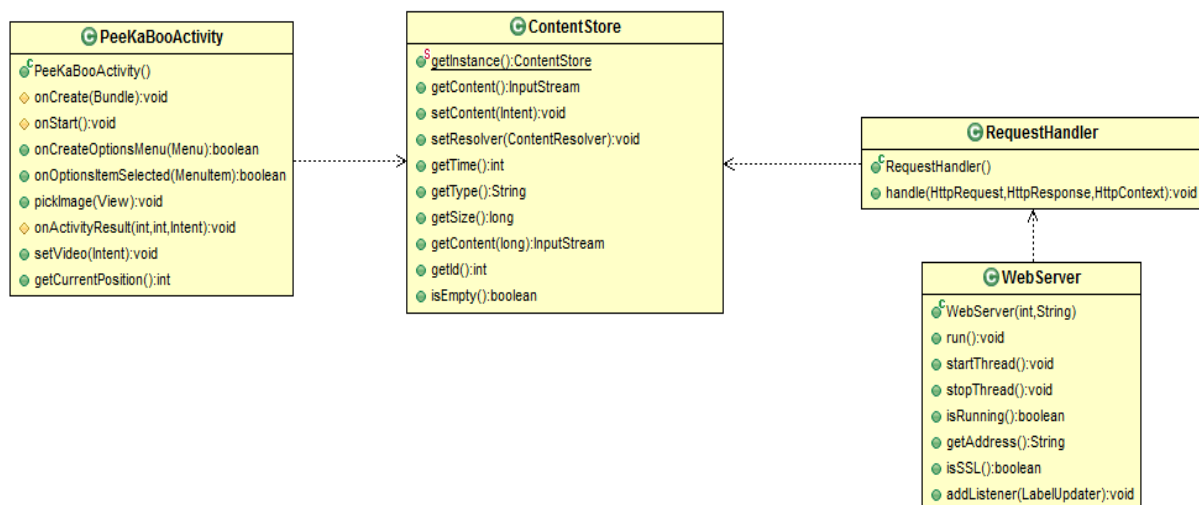 PeeKaBooActivity
PeeKaBooActivity()
onCreate(Bundle):void
onStart():void
onCreateOptionsMenu(Menu):boolean
onOptionsItemSelected(MenuItem):boolean
pickImage(View):void
onActivityResult(int,int,Intent):void
setVideo(Intent):void
getCurrentPosition():int
ContentStore
getInstance():ContentStore
getContent():InputStream
setContent(Intent):void
setResolver(ContentResolver):void
getTime():int
getType():String
getSize():long
getContent(long):InputStream
getId():int
isEmpty():boolean
RequestHandler
RequestHandler()
handle(HttpRequest,HttpResponse,HttpContext):void
WebServer
WebServer(int,String)
run():void
startThread():void
stopThread():void
isRunning():boolean
getAddress():String
isSSL():boolean
addListener(LabelUpdater):void